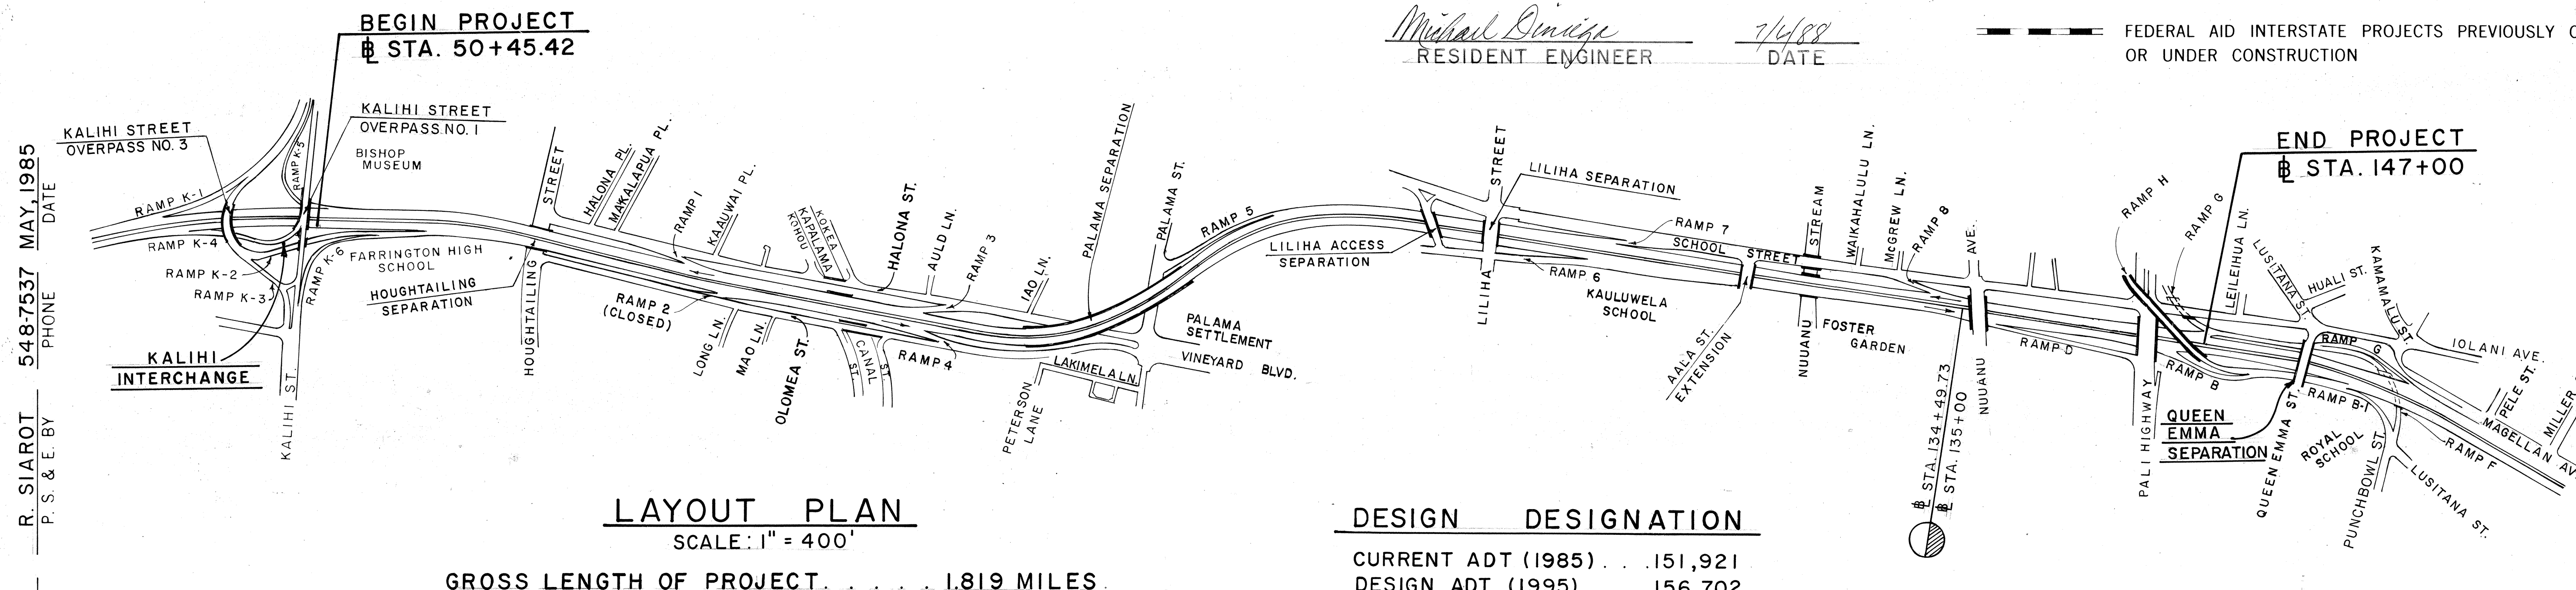 BEGIN PROJECT
℄ STA. 50+45.42
Michael Diniega
RESIDENT ENGINEER
7/6/88
DATE
FEDERAL AID INTERSTATE PROJECTS PREVIOUSLY
OR UNDER CONSTRUCTION
END PROJECT
℄ STA. 147+00
R. SIAROT 548-7537 MAY, 1985
P. S. & E. BY PHONE DATE
KALIHI STREET
OVERPASS NO. 3
KALIHI STREET
OVERPASS NO. 1
BISHOP
MUSEUM
RAMP K-5
RAMP K-1
RAMP K-4
RAMP K-2
RAMP K-3
RAMP K-6
FARRINGTON HIGH
SCHOOL
HOUGHTAILING
SEPARATION
KALIHI
INTERCHANGE
KALIHI ST.
STREET
HOUGHTAILING
HALONA PL.
MAKALAPUA PL.
RAMP 1
KAUWAI PL.
KOKEA
KAPALAMA
KOHOU
HALONA ST.
AULD LN.
RAMP 3
IAO LN.
PALAMA SEPARATION
PALAMA ST.
RAMP 5
RAMP 2
(CLOSED)
LONG LN.
MAO LN.
OLOMEA ST.
ST.
CANAL
ST.
RAMP 4
PETERSON
LANE
LAKIMELA LN.
PALAMA
SETTLEMENT
VINEYARD BLVD.
LILIHA ACCESS
SEPARATION
STREET
LILIHA
LILIHA SEPARATION
RAMP 7
SCHOOL STREET
RAMP 6
KAULUWELA
SCHOOL
AALA ST.
EXTENSION
STREAM
NUUANU
WAIKAHALULU LN.
McGREW LN.
RAMP 8
FOSTER
GARDEN
AVE.
NUUANU
℄ STA. 134+49.73
℄ STA. 135+00
RAMP D
RAMP H
RAMP G
PALI HIGHWAY
RAMP B
LEILEIHUA LN.
LUSITANA ST.
HUALI ST.
KAMAMALU ST.
RAMP G
IOLANI AVE.
RAMP B-1
QUEEN
EMMA
SEPARATION
QUEEN EMMA ST.
ROYAL
SCHOOL
PUNCHBOWL ST.
LUSITANA ST.
RAMP F
MAGELLAN AV
PELE ST.
MILLER
LAYOUT PLAN
SCALE: 1" = 400'
GROSS LENGTH OF PROJECT. . . . . 1.819 MILES
DESIGN DESIGNATION
CURRENT ADT (1985) . . . 151,921
DESIGN ADT (1995) 156,702